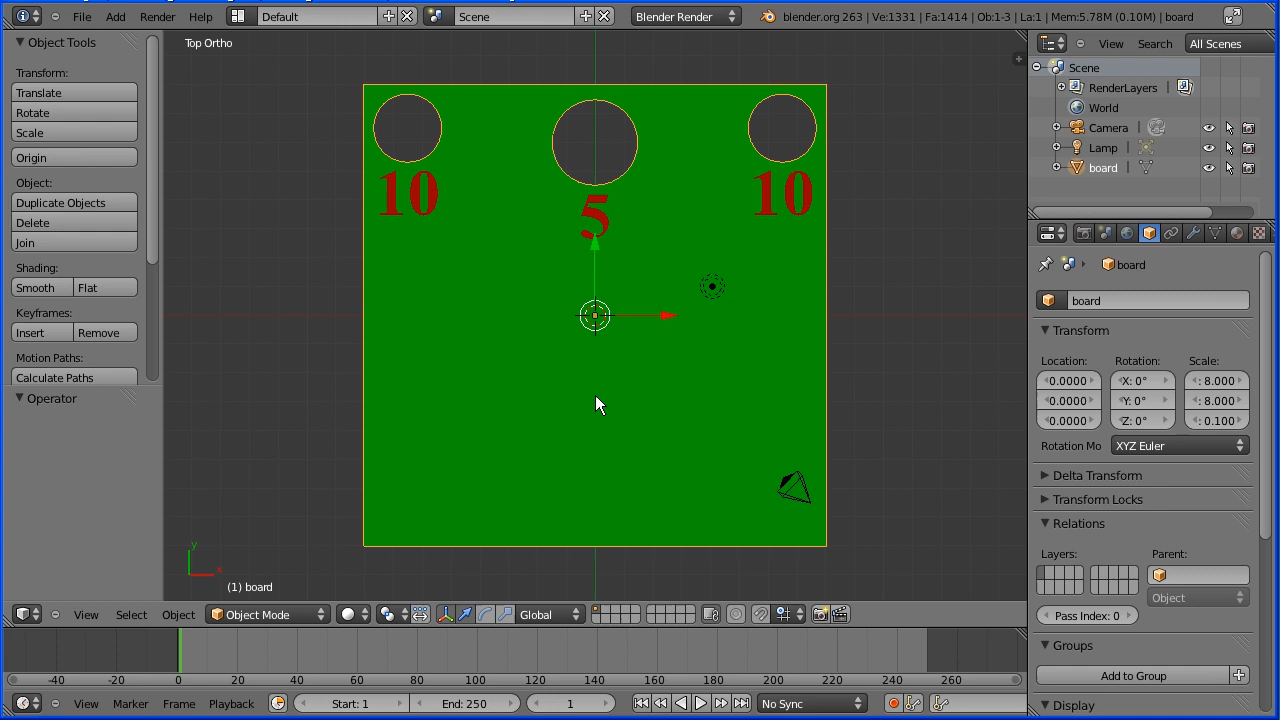 File Add Render Help Default Scene Blender Render blender.org 263 | Ve:1331 | Fa:1414 | Ob:1-3 | La:1 | Mem:5.78M (0.10M) | board
Object Tools
Transform:
Translate
Rotate
Scale
Origin
Object:
Duplicate Objects
Delete
Join
Shading:
Smooth Flat
Keyframes:
Insert Remove
Motion Paths:
Calculate Paths
Operator
Top Ortho
10 10
5
y
x
(1) board
View Search All Scenes
Scene
RenderLayers
World
Camera
Lamp
board
board
board
Transform
Location: Rotation: Scale:
0.0000 X: 0° : 8.000
0.0000 Y: 0° : 8.000
0.0000 Z: 0° : 0.100
Rotation Mo XYZ Euler
Delta Transform
Transform Locks
Relations
Layers: Parent:
Object
Pass Index: 0
Groups
Add to Group
Display
View Select Object Object Mode Global
-40 -20 0 20 40 60 80 100 120 140 160 180 200 220 240 260
View Marker Frame Playback Start: 1 End: 250 1 No Sync